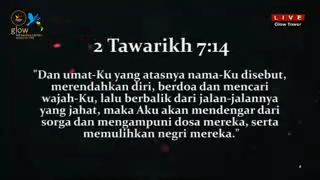 glow
LIVE
Glow Tower
2 Tawarikh 7:14
"Dan umat-Ku yang atasnya nama-Ku disebut,
merendahkan diri, berdoa dan mencari
wajah-Ku, lalu berbalik dari jalan-jalannya
yang jahat, maka Aku akan mendengar dari
sorga dan mengampuni dosa mereka, serta
memulihkan negri mereka."